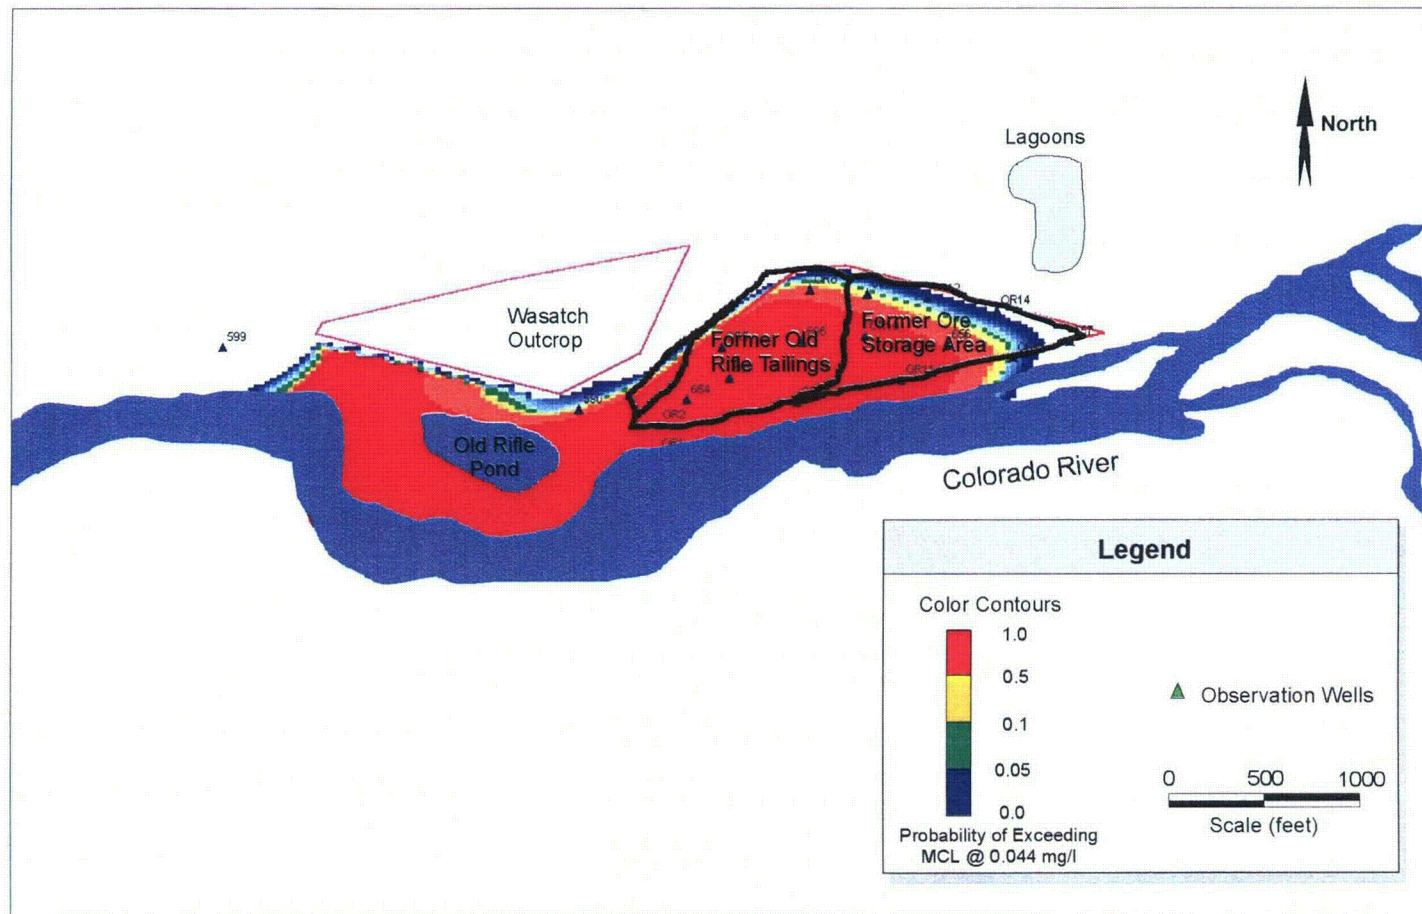 North
Lagoons
OR14
Wasatch
Outcrop
599
Former Ore
Storage Area
Former Old
Rifle Tailings
664
OR2
Old Rifle
Pond
Colorado River
Legend
Color Contours
1.0
0.5
0.1
0.05
0.0
Probability of Exceeding
MCL @ 0.044 mg/l
Observation Wells
0 500 1000
Scale (feet)